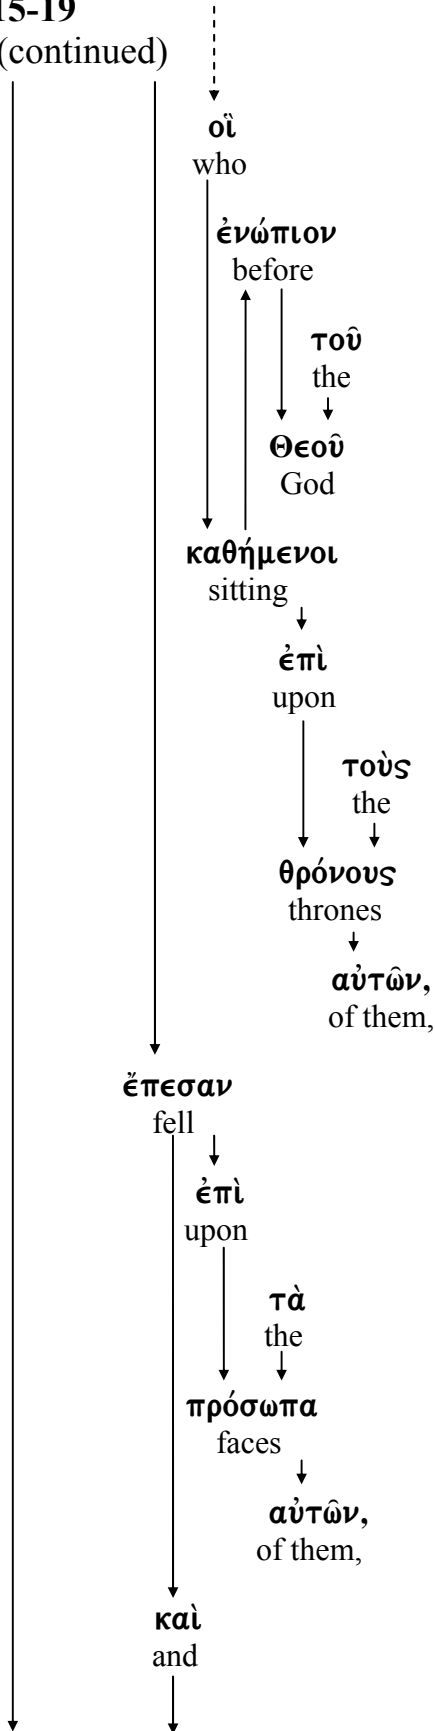 15-19
(continued)
οἳ
who
ἐνώπιον
before
τοῦ
the
Θεοῦ
God
καθήμενοι
sitting
ἐπὶ
upon
τοὺς
the
θρόνους
thrones
αὐτῶν,
of them,
ἔπεσαν
fell
ἐπὶ
upon
τὰ
the
πρόσωπα
faces
αὐτῶν,
of them,
καὶ
and